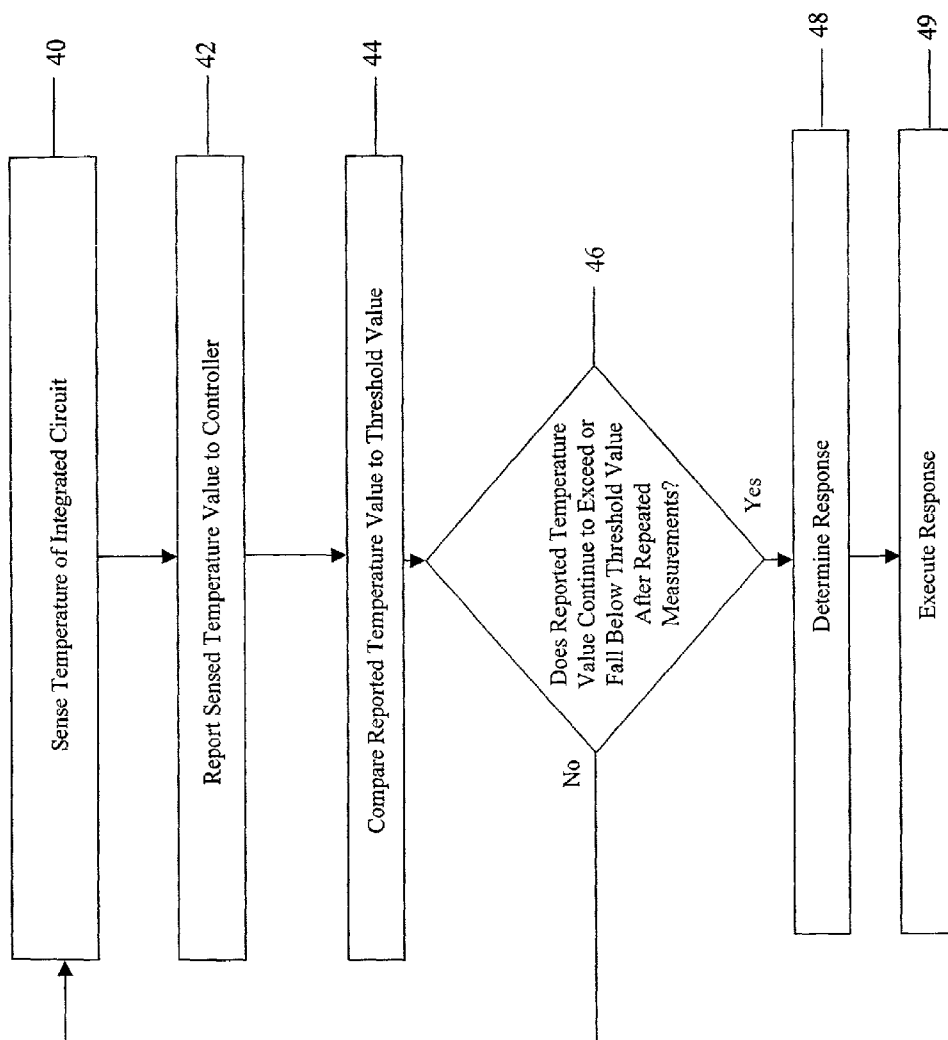 Sense Temperature of Integrated Circuit
40
Report Sensed Temperature Value to Controller
42
Compare Reported Temperature Value to Threshold Value
44
Does Reported Temperature
Value Continue to Exceed or
Fall Below Threshold Value
After Repeated
Measurements?
46
No
Yes
Determine Response
48
Execute Response
49